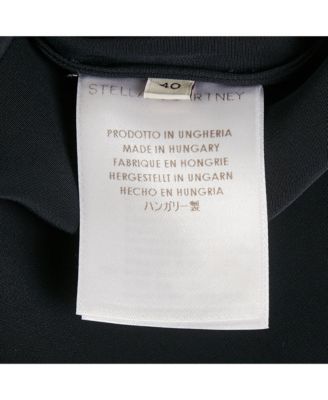 40
STELL RTNEY
PRODOTTO IN UNGHERIA
MADE IN HUNGARY
FABRIQUE EN HONGRIE
HERGESTELLT IN UNGARN
HECHO EN HUNGRIA
ハンガリー製